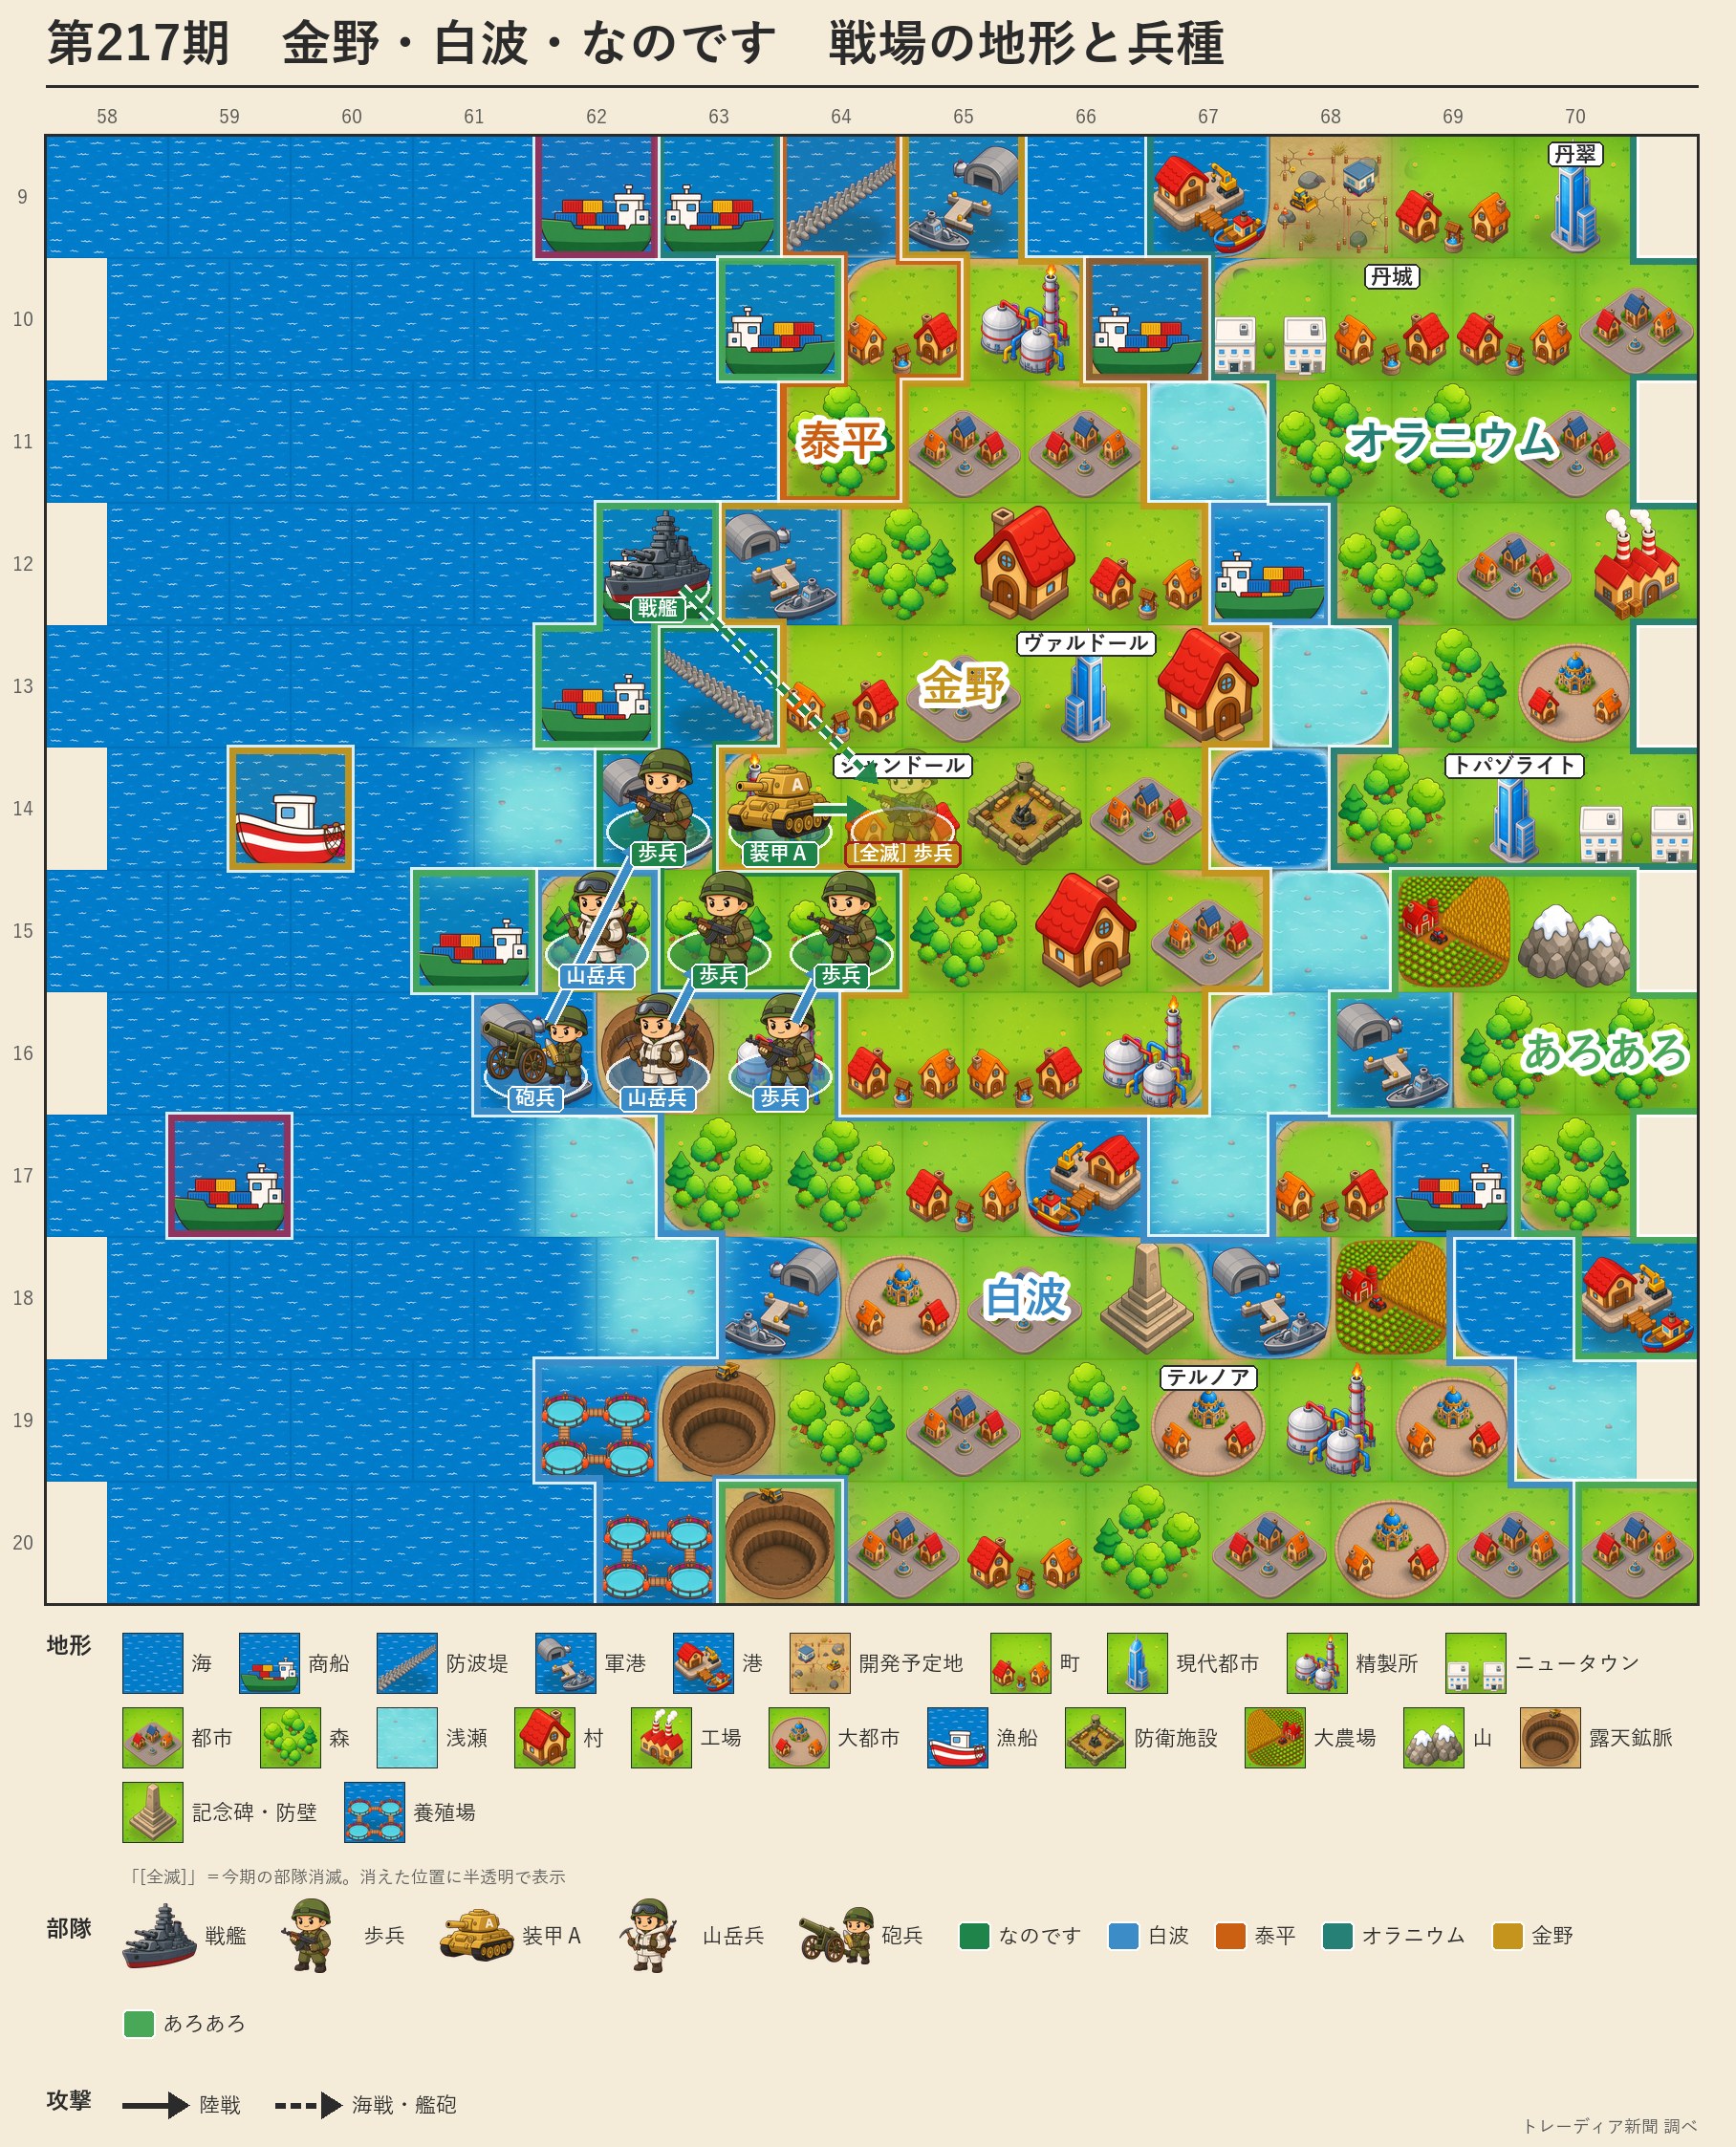 第217期　金野・白波・なのです　戦場の地形と兵種
58 59 60 61 62 63 64 65 66 67 68 69 70
9
丹翠
10
丹城
11
泰平
オラニウム
12
戦艦
13
ヴァルドール
金野
14
ンドール
トパゾライト
歩兵
装甲A
[全滅] 歩兵
15
山岳兵
歩兵
歩兵
16
あろあろ
砲兵
山岳兵
歩兵
17
18
白波
19
テルノア
20
地形
海 商船 防波堤 軍港 港 開発予定地 町 現代都市 精製所 ニュータウン
都市 森 浅瀬 村 工場 大都市 漁船 防衛施設 大農場 山 露天鉱脈
記念碑・防壁 養殖場
「[全滅]」＝今期の部隊消滅。消えた位置に半透明で表示
部隊 戦艦 歩兵 装甲A 山岳兵 砲兵 なのです 白波 泰平 オラニウム 金野
あろあろ
攻撃 陸戦 海戦・艦砲
トレーディア新聞 調べ